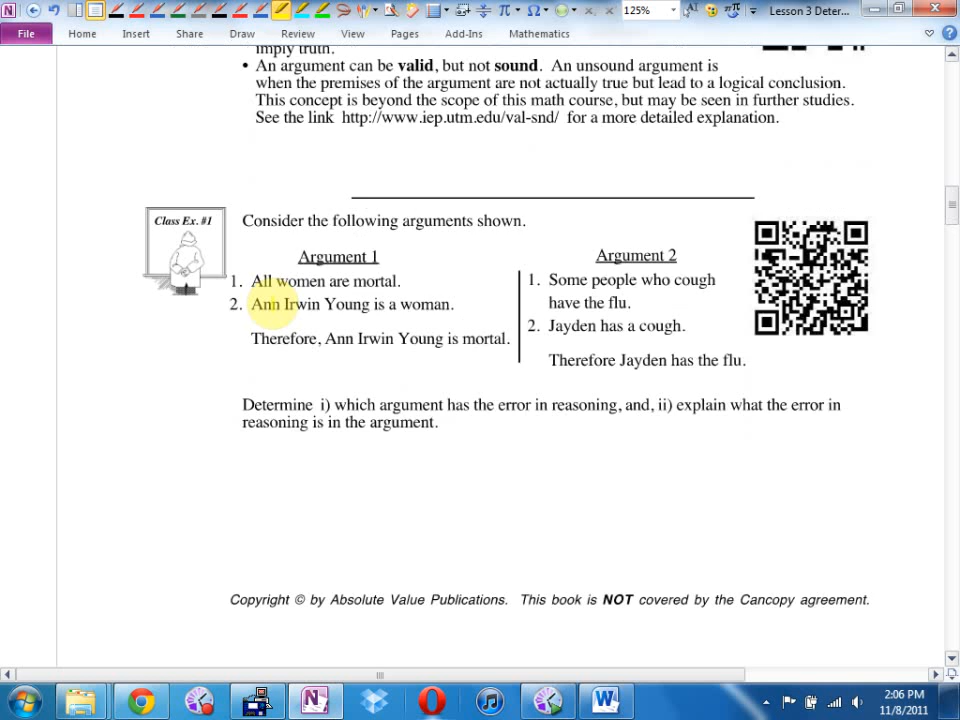 125%
Lesson 3 Deter...
File Home Insert Share Draw Review View Pages Add-Ins Mathematics
imply truth.
• An argument can be valid, but not sound. An unsound argument is
when the premises of the argument are not actually true but lead to a logical conclusion.
This concept is beyond the scope of this math course, but may be seen in further studies.
See the link http://www.iep.utm.edu/val-snd/ for a more detailed explanation.
Class Ex. #1
Consider the following arguments shown.
Argument 1
1. All women are mortal.
2. Ann Irwin Young is a woman.
Therefore, Ann Irwin Young is mortal.
Argument 2
1. Some people who cough
have the flu.
2. Jayden has a cough.
Therefore Jayden has the flu.
Determine i) which argument has the error in reasoning, and, ii) explain what the error in
reasoning is in the argument.
Copyright © by Absolute Value Publications. This book is NOT covered by the Cancopy agreement.
2:06 PM
11/8/2011